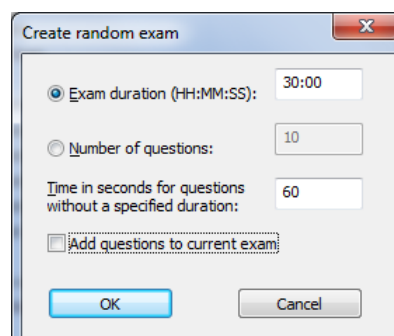 Create random exam
Exam duration (HH:MM:SS): 30:00
Number of questions: 10
Time in seconds for questions
without a specified duration: 60
Add questions to current exam
OK Cancel